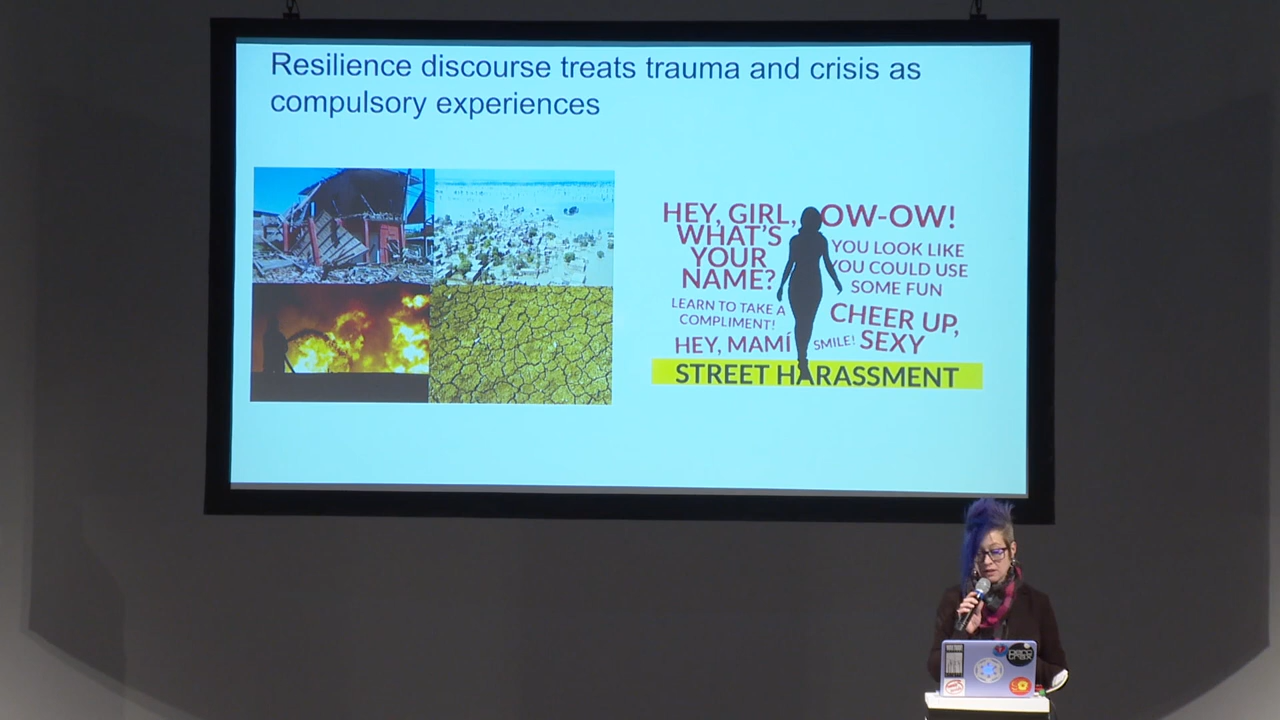 Resilience discourse treats trauma and crisis as
compulsory experiences
HEY, GIRL,
WHAT'S
YOUR
NAME?
LEARN TO TAKE A
COMPLIMENT!
HEY, MAMÍ
OW-OW!
YOU LOOK LIKE
YOU COULD USE
SOME FUN
CHEER UP,
SMILE! SEXY
STREET HARASSMENT